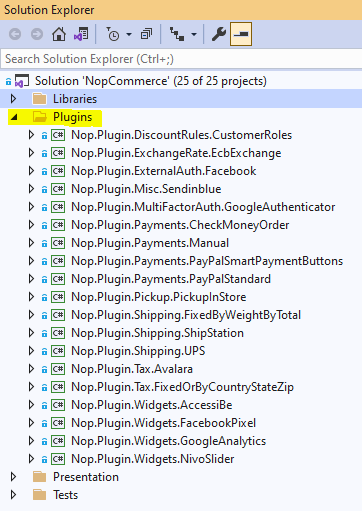 Solution Explorer
Search Solution Explorer (Ctrl+;)
Solution 'NopCommerce' (25 of 25 projects)
Libraries
Plugins
C# Nop.Plugin.DiscountRules.CustomerRoles
C# Nop.Plugin.ExchangeRate.EcbExchange
C# Nop.Plugin.ExternalAuth.Facebook
C# Nop.Plugin.Misc.Sendinblue
C# Nop.Plugin.MultiFactorAuth.GoogleAuthenticator
C# Nop.Plugin.Payments.CheckMoneyOrder
C# Nop.Plugin.Payments.Manual
C# Nop.Plugin.Payments.PayPalSmartPaymentButtons
C# Nop.Plugin.Payments.PayPalStandard
C# Nop.Plugin.Pickup.PickupInStore
C# Nop.Plugin.Shipping.FixedByWeightByTotal
C# Nop.Plugin.Shipping.ShipStation
C# Nop.Plugin.Shipping.UPS
C# Nop.Plugin.Tax.Avalara
C# Nop.Plugin.Tax.FixedOrByCountryStateZip
C# Nop.Plugin.Widgets.AccessiBe
C# Nop.Plugin.Widgets.FacebookPixel
C# Nop.Plugin.Widgets.GoogleAnalytics
C# Nop.Plugin.Widgets.NivoSlider
Presentation
Tests